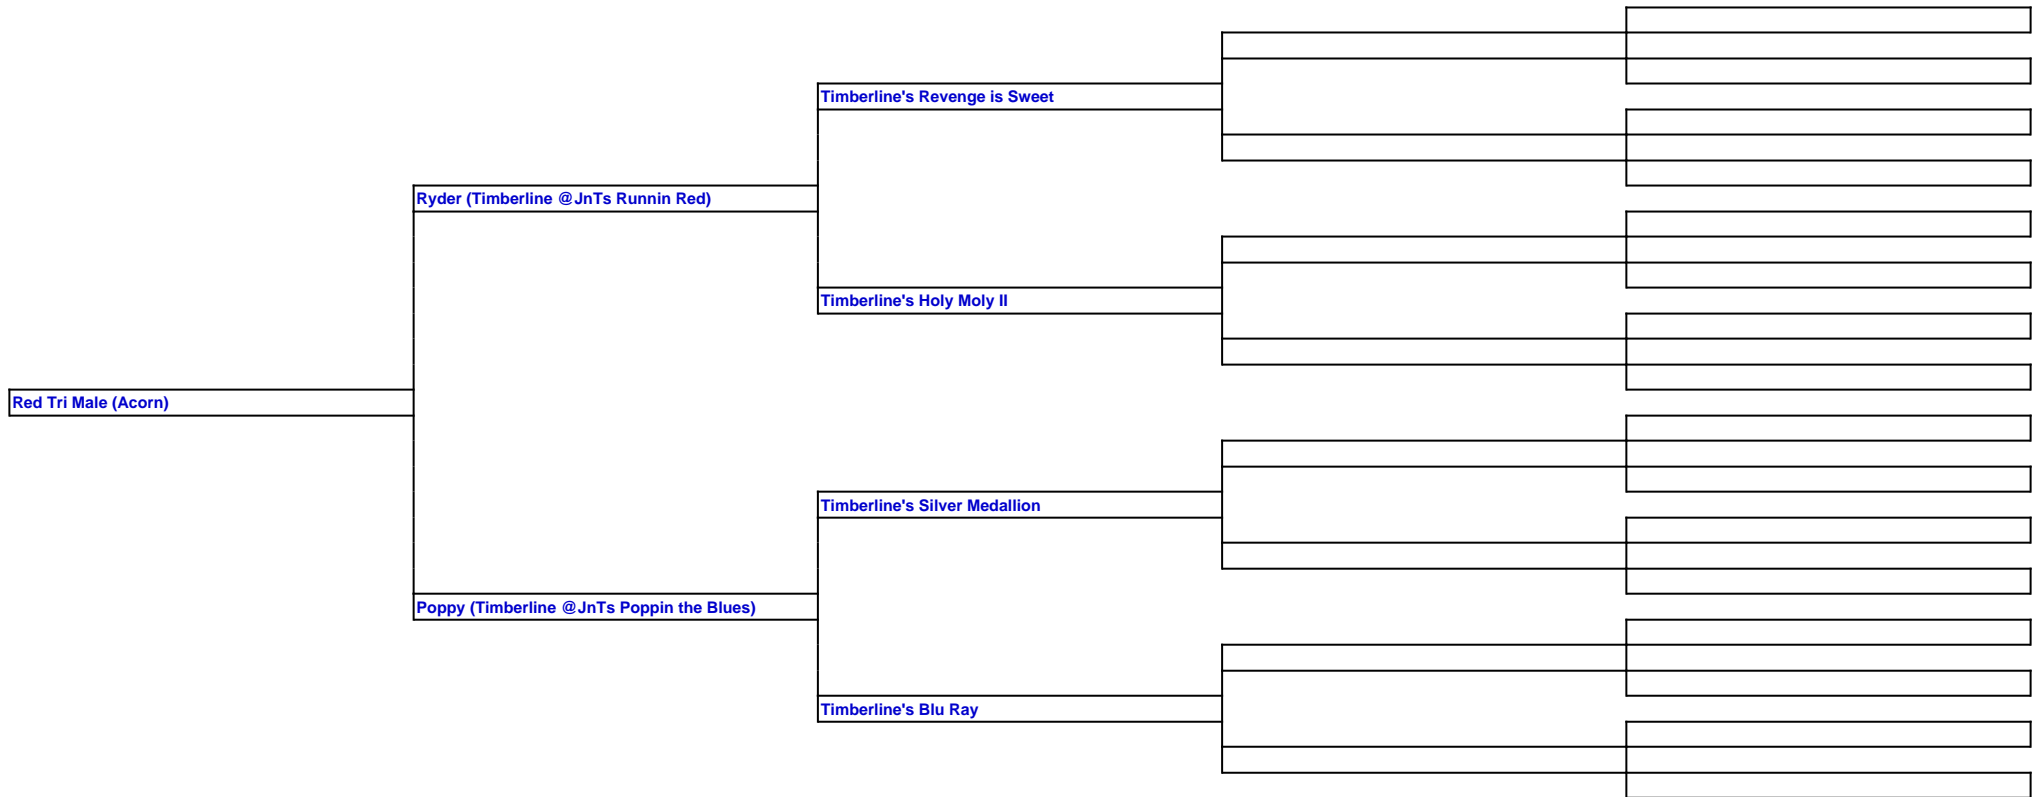 Timberline's Revenge is Sweet
Ryder (Timberline @JnTs Runnin Red)
Timberline's Holy Moly II
Red Tri Male (Acorn)
Timberline's Silver Medallion
Poppy (Timberline @JnTs Poppin the Blues)
Timberline's Blu Ray